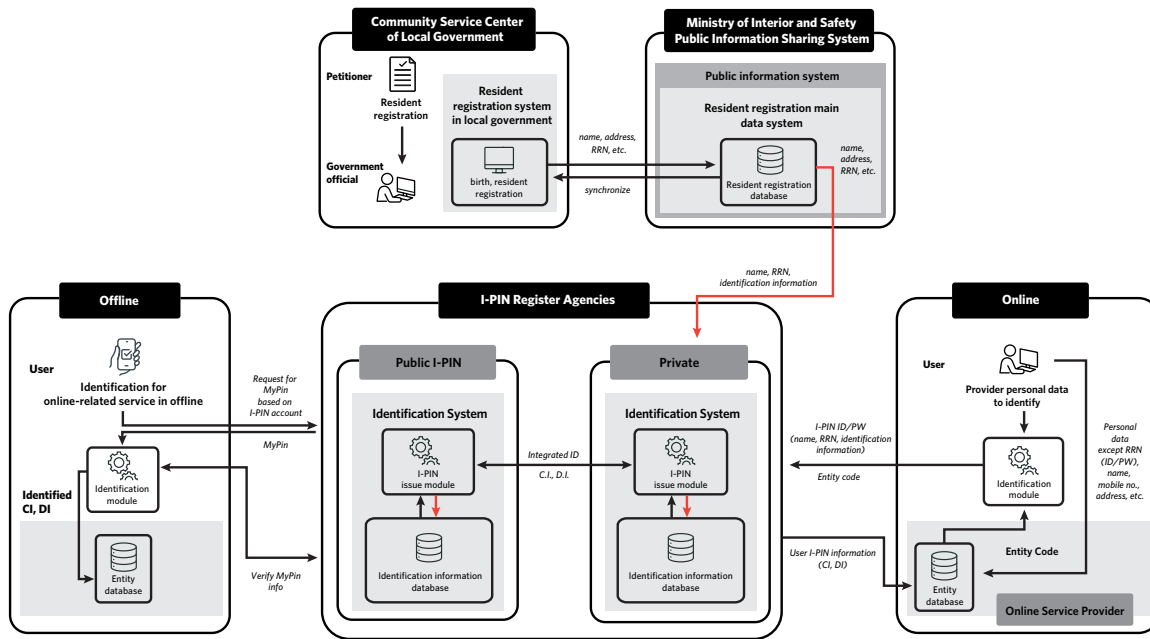 Community Service Center
of Local Government
Petitioner
Resident
registration
Government
official
Resident
registration system
in local government
birth, resident
registration
name, address,
RRN, etc.
synchronize
Ministry of Interior and Safety
Public Information Sharing System
Public information system
Resident registration main
data system
Resident registration
database
name,
address,
RRN, etc.
name, RRN,
identification information
Offline
User
Identification for
online-related service in offline
Identification
module
Identified
CI, DI
Entity
database
Request for
MyPin
based on
I-PIN account
MyPin
Verify MyPin
info
I-PIN Register Agencies
Public I-PIN
Identification System
I-PIN
issue module
Identification information
database
Integrated ID
C.I., D.I.
Private
Identification System
I-PIN
issue module
Identification information
database
I-PIN ID/PW
(name, RRN, identification
information)
Entity code
User I-PIN information
(CI, DI)
Online
User
Provider personal data
to identify
Identification
module
Personal
data
except RRN
(ID/PW),
name,
mobile no.,
address, etc.
Entity Code
Entity
database
Online Service Provider